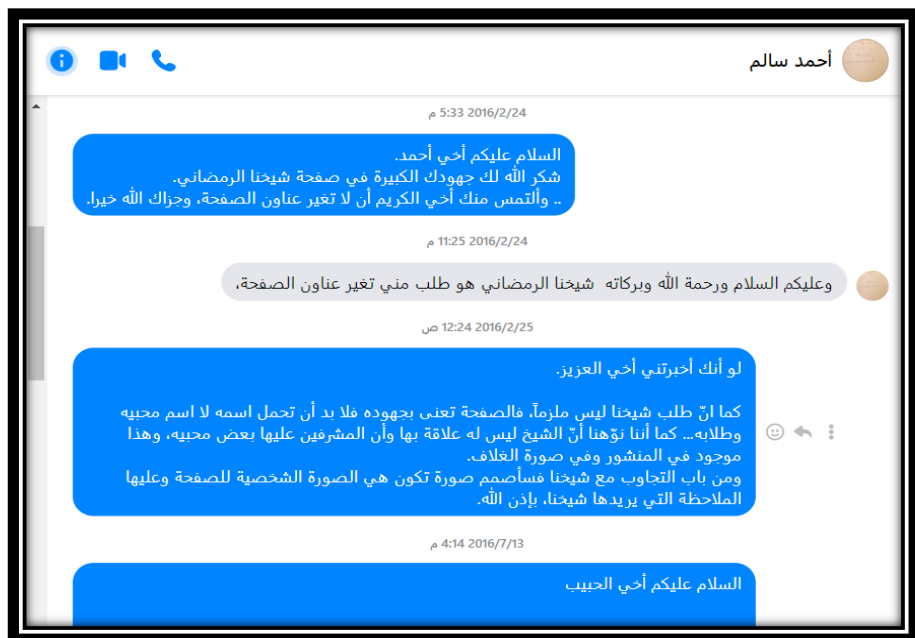 أحمد سالم
2016/2/24 5:33 م
السلام عليكم أخي أحمد.
شكر الله لك جهودك الكبيرة في صفحة شيخنا الرمضاني.
.. وألتمس منك أخي الكريم أن لا تغير عناون الصفحة، وجزاك الله خيرا.
2016/2/24 11:25 م
وعليكم السلام ورحمة الله وبركاته شيخنا الرمضاني هو طلب مني تغير عناون الصفحة،
2016/2/25 12:24 ص
لو أنك أخبرتني أخي العزيز.
كما انّ طلب شيخنا ليس ملزماً، فالصفحة تعنى بجهوده فلا بد أن تحمل اسمه لا اسم محبيه
وطلابه... كما أننا نوّهنا أنّ الشيخ ليس له علاقة بها وأن المشرفين عليها بعض محبيه، وهذا
موجود في المنشور وفي صورة الغلاف.
ومن باب التجاوب مع شيخنا فسأصمم صورة تكون هي الصورة الشخصية للصفحة وعليها
الملاحظة التي يريدها شيخنا، بإذن الله.
2016/7/13 4:14 م
السلام عليكم أخي الحبيب